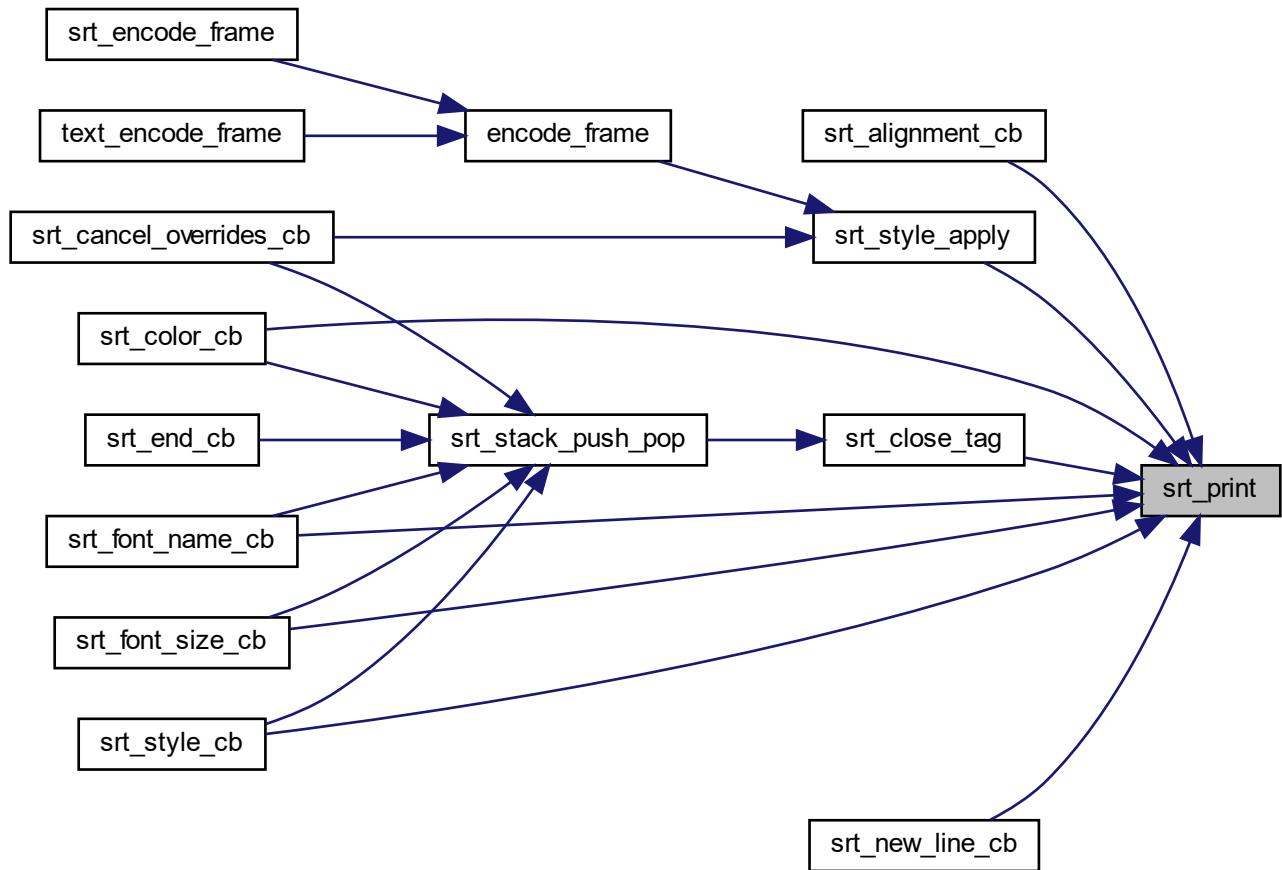 srt_encode_frame
text_encode_frame
encode_frame
srt_alignment_cb
srt_cancel_overrides_cb
srt_style_apply
srt_color_cb
srt_end_cb
srt_stack_push_pop
srt_close_tag
srt_print
srt_font_name_cb
srt_font_size_cb
srt_style_cb
srt_new_line_cb